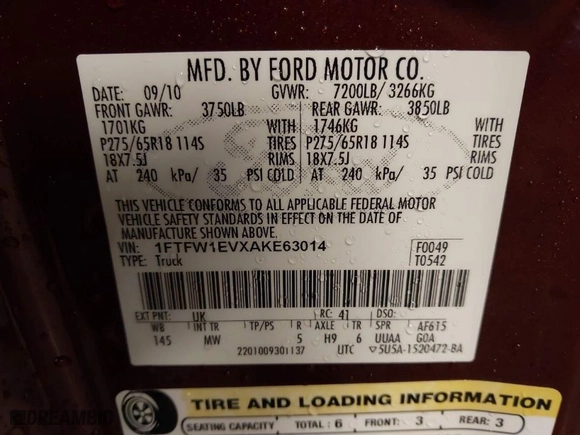 MFD. BY FORD MOTOR CO.
DATE: 09/10 GVWR: 7200LB/ 3266KG
FRONT GAWR: 3750LB REAR GAWR: 3850LB
1701KG WITH 1746KG WITH
P275/65R18 114S TIRES P275/65R18 114S TIRES
18X7.5J RIMS 18X7.5J RIMS
AT 240 kPa/ 35 PSI COLD AT 240 kPa/ 35 PSI COLD
THIS VEHICLE CONFORMS TO ALL APPLICABLE FEDERAL MOTOR
VEHICLE SAFETY STANDARDS IN EFFECT ON THE DATE OF
MANUFACTURE SHOWN ABOVE.
VIN: 1FTFW1EVXAKE63014 F0049
TYPE: Truck T0542
EXT PNT: UK RC: 41 DSO:
WB INT TR TP/PS R AXLE TR SPR AF615
145 MW 5 H9 6 UUAA GOA
2201009301137 UTC 5U5A-1520472-BA
TIRE AND LOADING INFORMATION
SEATING CAPACITY TOTAL: 6 FRONT: 3 REAR: 3
DREAMBID